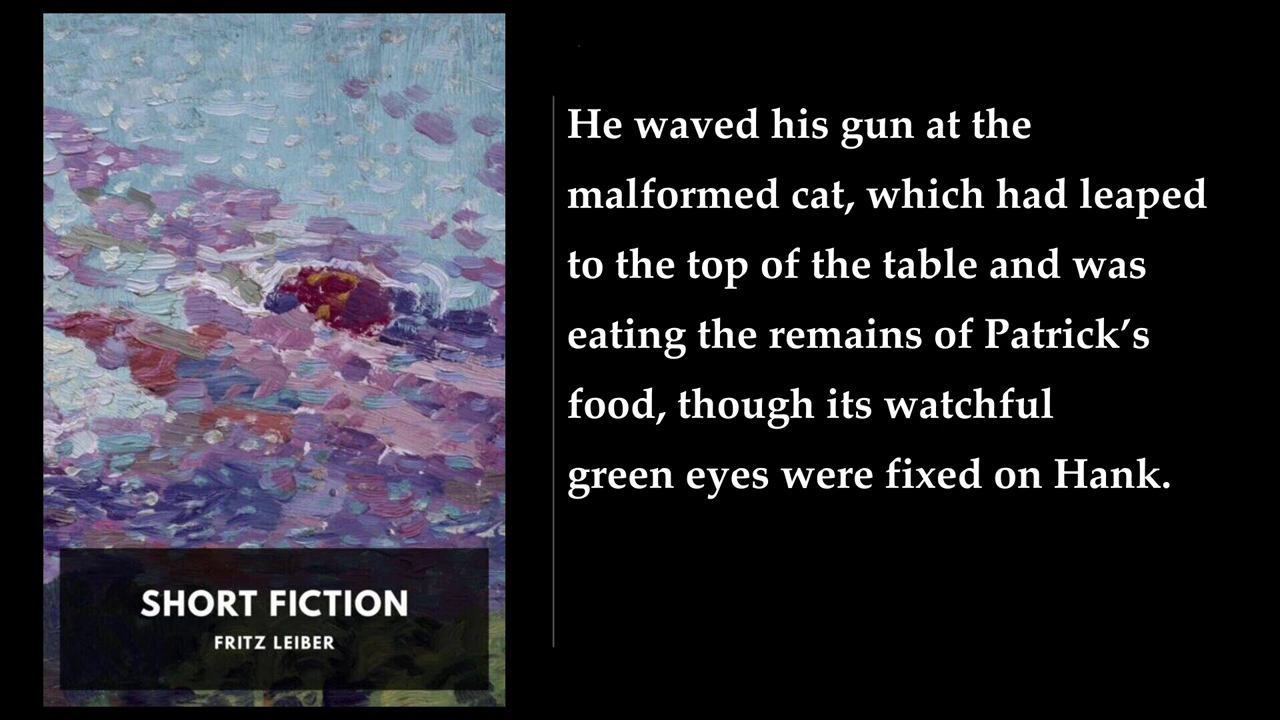 He waved his gun at the
malformed cat, which had leaped
to the top of the table and was
eating the remains of Patrick’s
food, though its watchful
green eyes were fixed on Hank.
SHORT FICTION
FRITZ LEIBER